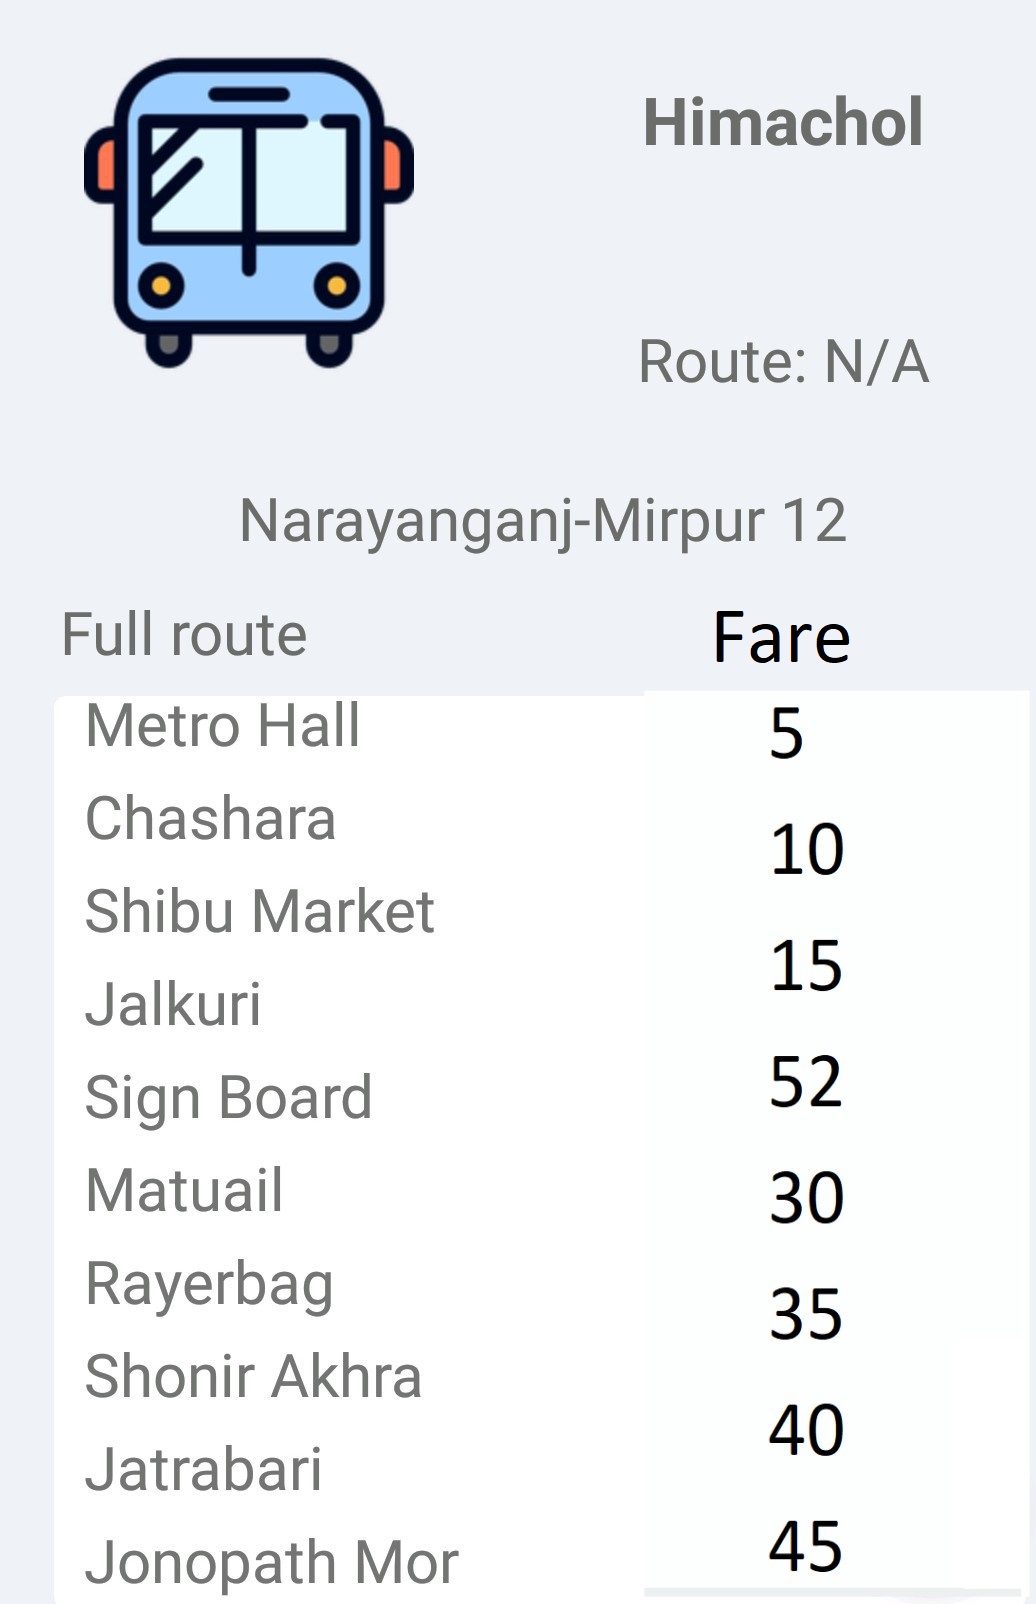 Himachol
Route: N/A
Narayanganj-Mirpur 12
Full route Fare
Metro Hall 5
Chashara 10
Shibu Market 15
Jalkuri
Sign Board 52
Matuail 30
Rayerbag 35
Shonir Akhra
Jatrabari 40
Jonopath Mor 45